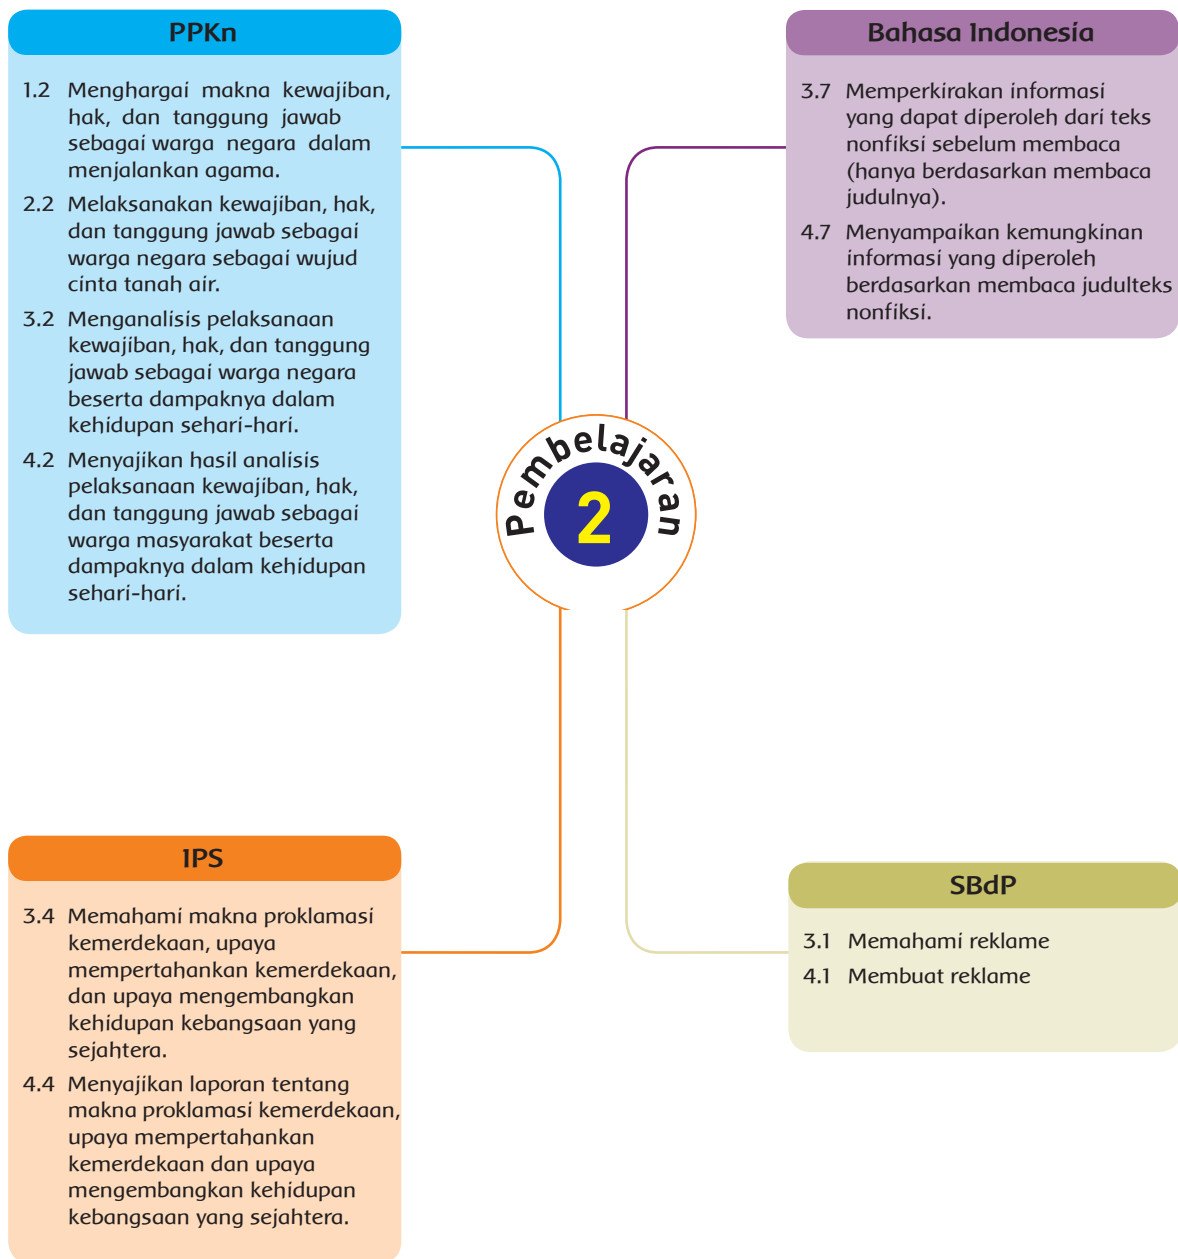 PPKn
1.2 Menghargai makna kewajiban,
hak, dan tanggung jawab
sebagai warga negara dalam
menjalankan agama.
2.2 Melaksanakan kewajiban, hak,
dan tanggung jawab sebagai
warga negara sebagai wujud
cinta tanah air.
3.2 Menganalisis pelaksanaan
kewajiban, hak, dan tanggung
jawab sebagai warga negara
beserta dampaknya dalam
kehidupan sehari-hari.
4.2 Menyajikan hasil analisis
pelaksanaan kewajiban, hak,
dan tanggung jawab sebagai
warga masyarakat beserta
dampaknya dalam kehidupan
sehari-hari.
Bahasa Indonesia
3.7 Memperkirakan informasi
yang dapat diperoleh dari teks
nonfiksi sebelum membaca
(hanya berdasarkan membaca
judulnya).
4.7 Menyampaikan kemungkinan
informasi yang diperoleh
berdasarkan membaca judulteks
nonfiksi.
Pembelajaran
2
IPS
3.4 Memahami makna proklamasi
kemerdekaan, upaya
mempertahankan kemerdekaan,
dan upaya mengembangkan
kehidupan kebangsaan yang
sejahtera.
4.4 Menyajikan laporan tentang
makna proklamasi kemerdekaan,
upaya mempertahankan
kemerdekaan dan upaya
mengembangkan kehidupan
kebangsaan yang sejahtera.
SBdP
3.1 Memahami reklame
4.1 Membuat reklame